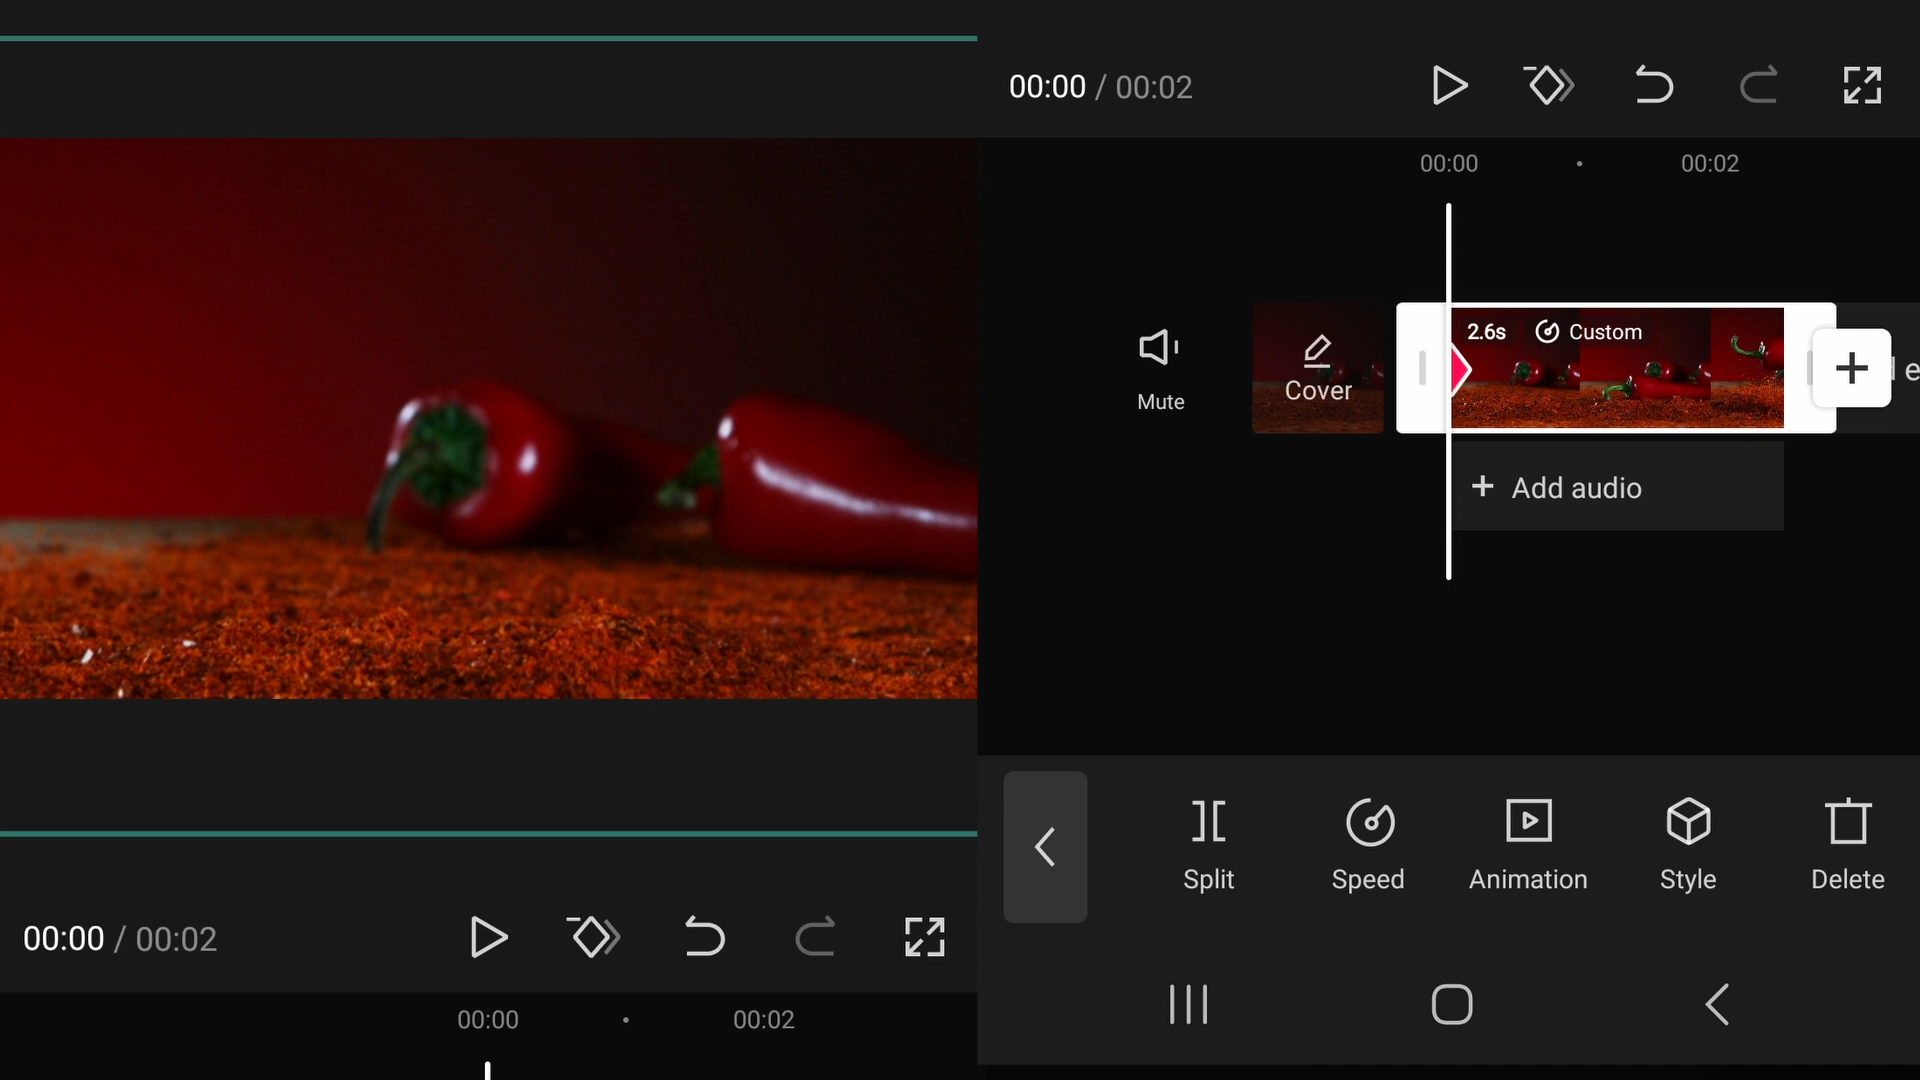 00:00 / 00:02
00:00 · 00:02
00:00 / 00:02
00:00 · 00:02
2.6s Custom
Mute
Cover
+ Add audio
Split
Speed
Animation
Style
Delete